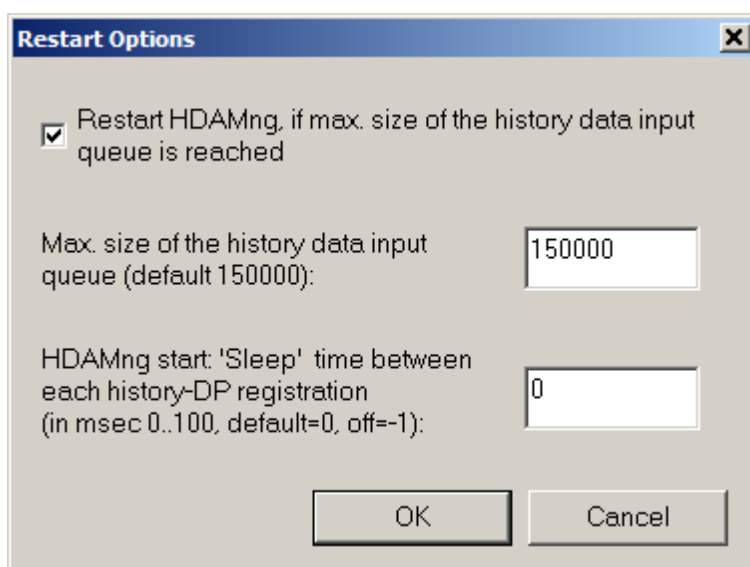 Restart Options
Restart HDAMng, if max. size of the history data input
queue is reached
Max. size of the history data input
queue (default 150000):
150000
HDAMng start: 'Sleep' time between
each history-DP registration
(in msec 0..100, default=0, off=-1):
0
OK
Cancel